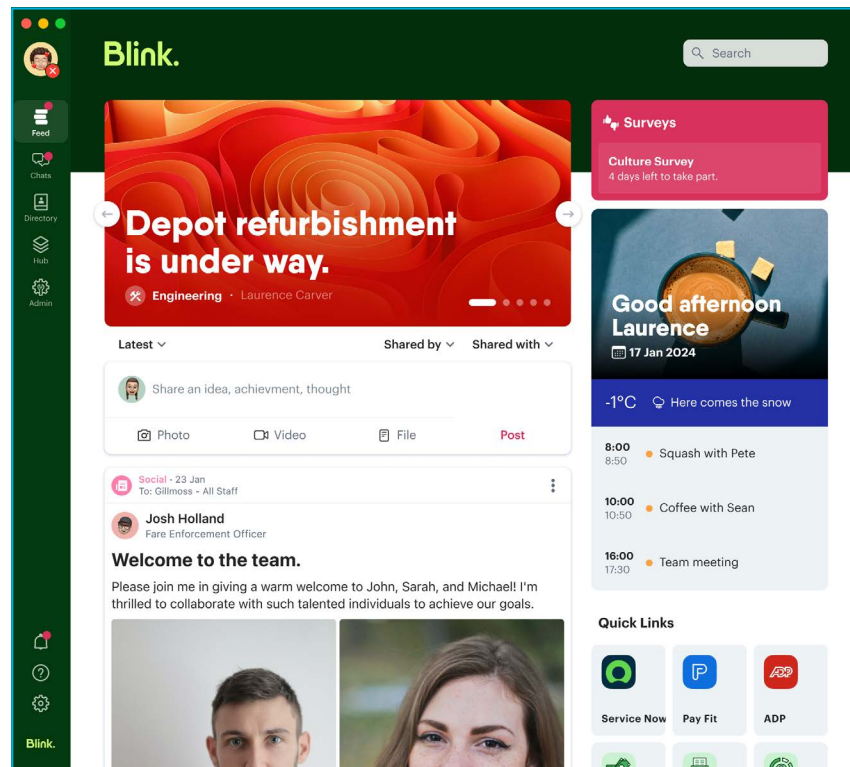 Blink.
Search
Feed
Chats
Directory
Hub
Admin
Depot refurbishment
is under way.
Engineering · Laurence Carver
Latest
Shared by
Shared with
Share an idea, achievment, thought
Photo
Video
File
Post
Social - 23 Jan
To: Gillmoss - All Staff
Josh Holland
Fare Enforcement Officer
Welcome to the team.
Please join me in giving a warm welcome to John, Sarah, and Michael! I'm
thrilled to collaborate with such talented individuals to achieve our goals.
Surveys
Culture Survey
4 days left to take part.
Good afternoon
Laurence
17 Jan 2024
-1°C Here comes the snow
8:00
8:50
Squash with Pete
10:00
10:50
Coffee with Sean
16:00
17:30
Team meeting
Quick Links
Service Now
Pay Fit
ADP
ADP
Blink.